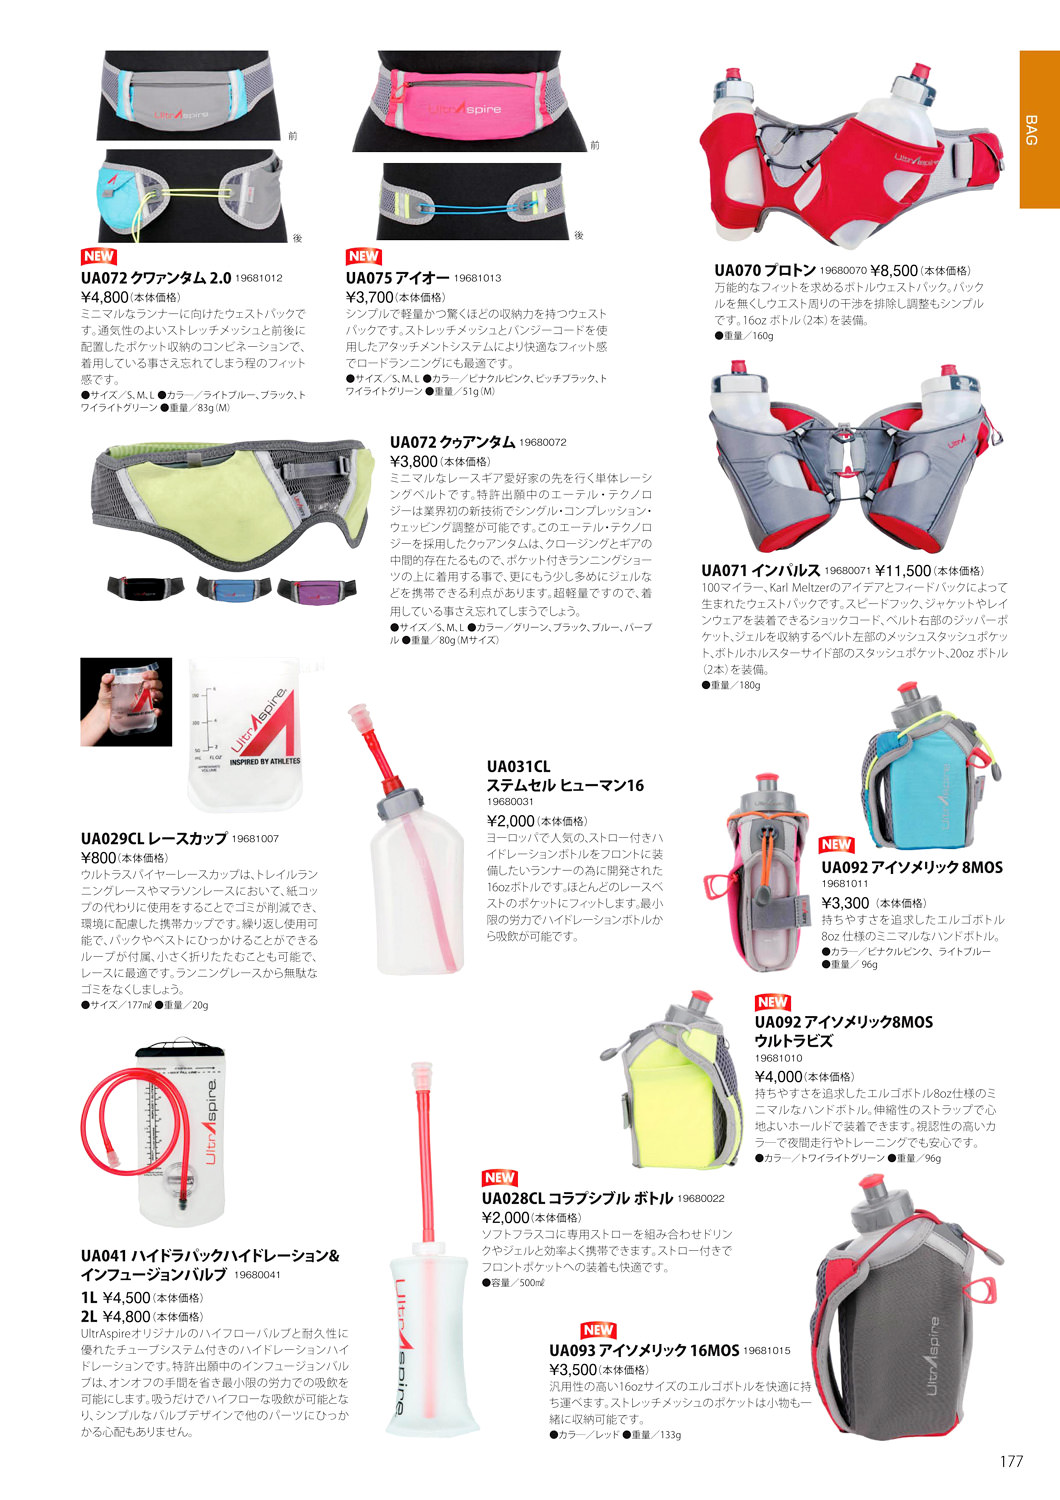 BAG
UltrAspire
前
後
UltrAspire
前
後
UltrAspire
NEW
UA072 クワァンタム 2.0 19681012
¥4,800(本体価格)
ミニマルなランナーに向けたウェストパックで
す。通気性のよいストレッチメッシュと前後に
配置したポケット収納のコンビネーションで、
着用している事さえ忘れてしまう程のフィット
感です。
●サイズ／S、M、L ●カラー／ライトブルー、ブラック、ト
ワイライトグリーン ●重量／83g（M）
NEW
UA075 アイオー 19681013
¥3,700(本体価格)
シンプルで軽量かつ驚くほどの収納力を持つウェスト
パックです。ストレッチメッシュとバンジーコードを使
用したアタッチメントシステムにより快適なフィット感
でロードランニングにも最適です。
●サイズ／S、M、L ●カラー／ピナクルピンク、ピッチブラック、ト
ワイライトグリーン ●重量／51g（M）
UA070 プロトン 19680070 ¥8,500(本体価格)
万能的なフィットを求めるボトルウェストパック。バック
ルを無くしウエスト周りの干渉を排除し調整もシンプル
です。16oz ボトル（2本）を装備。
●重量／160g
UA072 クゥアンタム 19680072
¥3,800(本体価格)
ミニマルなレースギア愛好家の先を行く単体レーシ
ングベルトです。特許出願中のエーテル・テクノロ
ジーは業界初の新技術でシングル・コンプレッション・
ウェッビング調整が可能です。このエーテル・テクノロ
ジーを採用したクゥアンタムは、クロージングとギアの
中間的存在たるもので、ポケット付きランニングショー
ツの上に着用する事で、更にもう少し多めにジェルな
どを携帯できる利点があります。超軽量ですので、着
用している事さえ忘れてしまうでしょう。
●サイズ／S、M、L ●カラー／グリーン、ブラック、ブルー、パープ
ル ●重量／80g（Mサイズ）
UltrA
UA071 インパルス 19680071 ¥11,500(本体価格)
100マイラー、Karl Meltzerのアイデアとフィードバックによって
生まれたウェストパックです。スピードフック、ジャケットやレイ
ンウェアを装着できるショックコード、ベルト右部のジッパーポ
ケット、ジェルを収納するベルト左部のメッシュスタッシュポケッ
ト、ボトルホルスターサイド部のスタッシュポケット、20oz ボトル
（2本）を装備。
●重量／180g
UltrAspire.
INSPIRED BY ATHLETES
150
100
50
mL
6
4
2
FL OZ
APPROXIMATE
VOLUME
UA029CL レースカップ 19681007
¥800(本体価格)
ウルトラスパイヤーレースカップは、トレイルラン
ニングレースやマラソンレースにおいて、紙コッ
プの代わりに使用をすることでゴミが削減でき、
環境に配慮した携帯カップです。繰り返し使用可
能で、パックやベストにひっかけることができる
ループが付属、小さく折りたたむことも可能で、
レースに最適です。ランニングレースから無駄な
ゴミをなくしましょう。
●サイズ／177㎖ ●重量／20g
UA031CL
ステムセル ヒューマン16
19680031
¥2,000(本体価格)
ヨーロッパで人気の、ストロー付きハ
イドレーションボトルをフロントに装
備したいランナーの為に開発された
16ozボトルです。ほとんどのレースベ
ストのポケットにフィットします。最小
限の労力でハイドレーションボトルか
ら吸飲が可能です。
NEW
UA092 アイソメリック 8MOS
19681011
¥3,300 (本体価格)
持ちやすさを追求したエルゴボトル
8oz 仕様のミニマルなハンドボトル。
●カラー／ピナクルピンク、ライトブルー
●重量／ 96g
NEW
UA092 アイソメリック8MOS
ウルトラビズ
19681010
¥4,000(本体価格)
持ちやすさを追求したエルゴボトル8oz仕様のミ
ニマルなハンドボトル。伸縮性のストラップで心
地よいホールドで装着できます。視認性の高いカ
ラーで夜間走行やトレーニングでも安心です。
●カラー／トワイライトグリーン ●重量／96g
UltrAspire.
UA041 ハイドラパックハイドレーション&
インフュージョンバルブ 19680041
1L ¥4,500(本体価格)
2L ¥4,800(本体価格)
UltrAspireオリジナルのハイフローバルブと耐久性に
優れたチューブシステム付きのハイドレーションハイ
ドレーションです。特許出願中のインフュージョンバル
ブは、オンオフの手間を省き最小限の労力での吸飲を
可能にします。吸うだけでハイフローな吸飲が可能とな
り、シンプルなバルブデザインで他のパーツにひっか
かる心配もありません。
UltrAspire
NEW
UA028CL コラプシブル ボトル 19680022
¥2,000(本体価格)
ソフトフラスコに専用ストローを組み合わせドリン
クやジェルと効率よく携帯できます。ストロー付きで
フロントポケットへの装着も快適です。
●容量／500㎖
NEW
UA093 アイソメリック 16MOS 19681015
¥3,500(本体価格)
汎用性の高い16ozサイズのエルゴボトルを快適に持
ち運べます。ストレッチメッシュのポケットは小物も一
緒に収納可能です。
●カラー／レッド ●重量／133g
UltrAspire
177